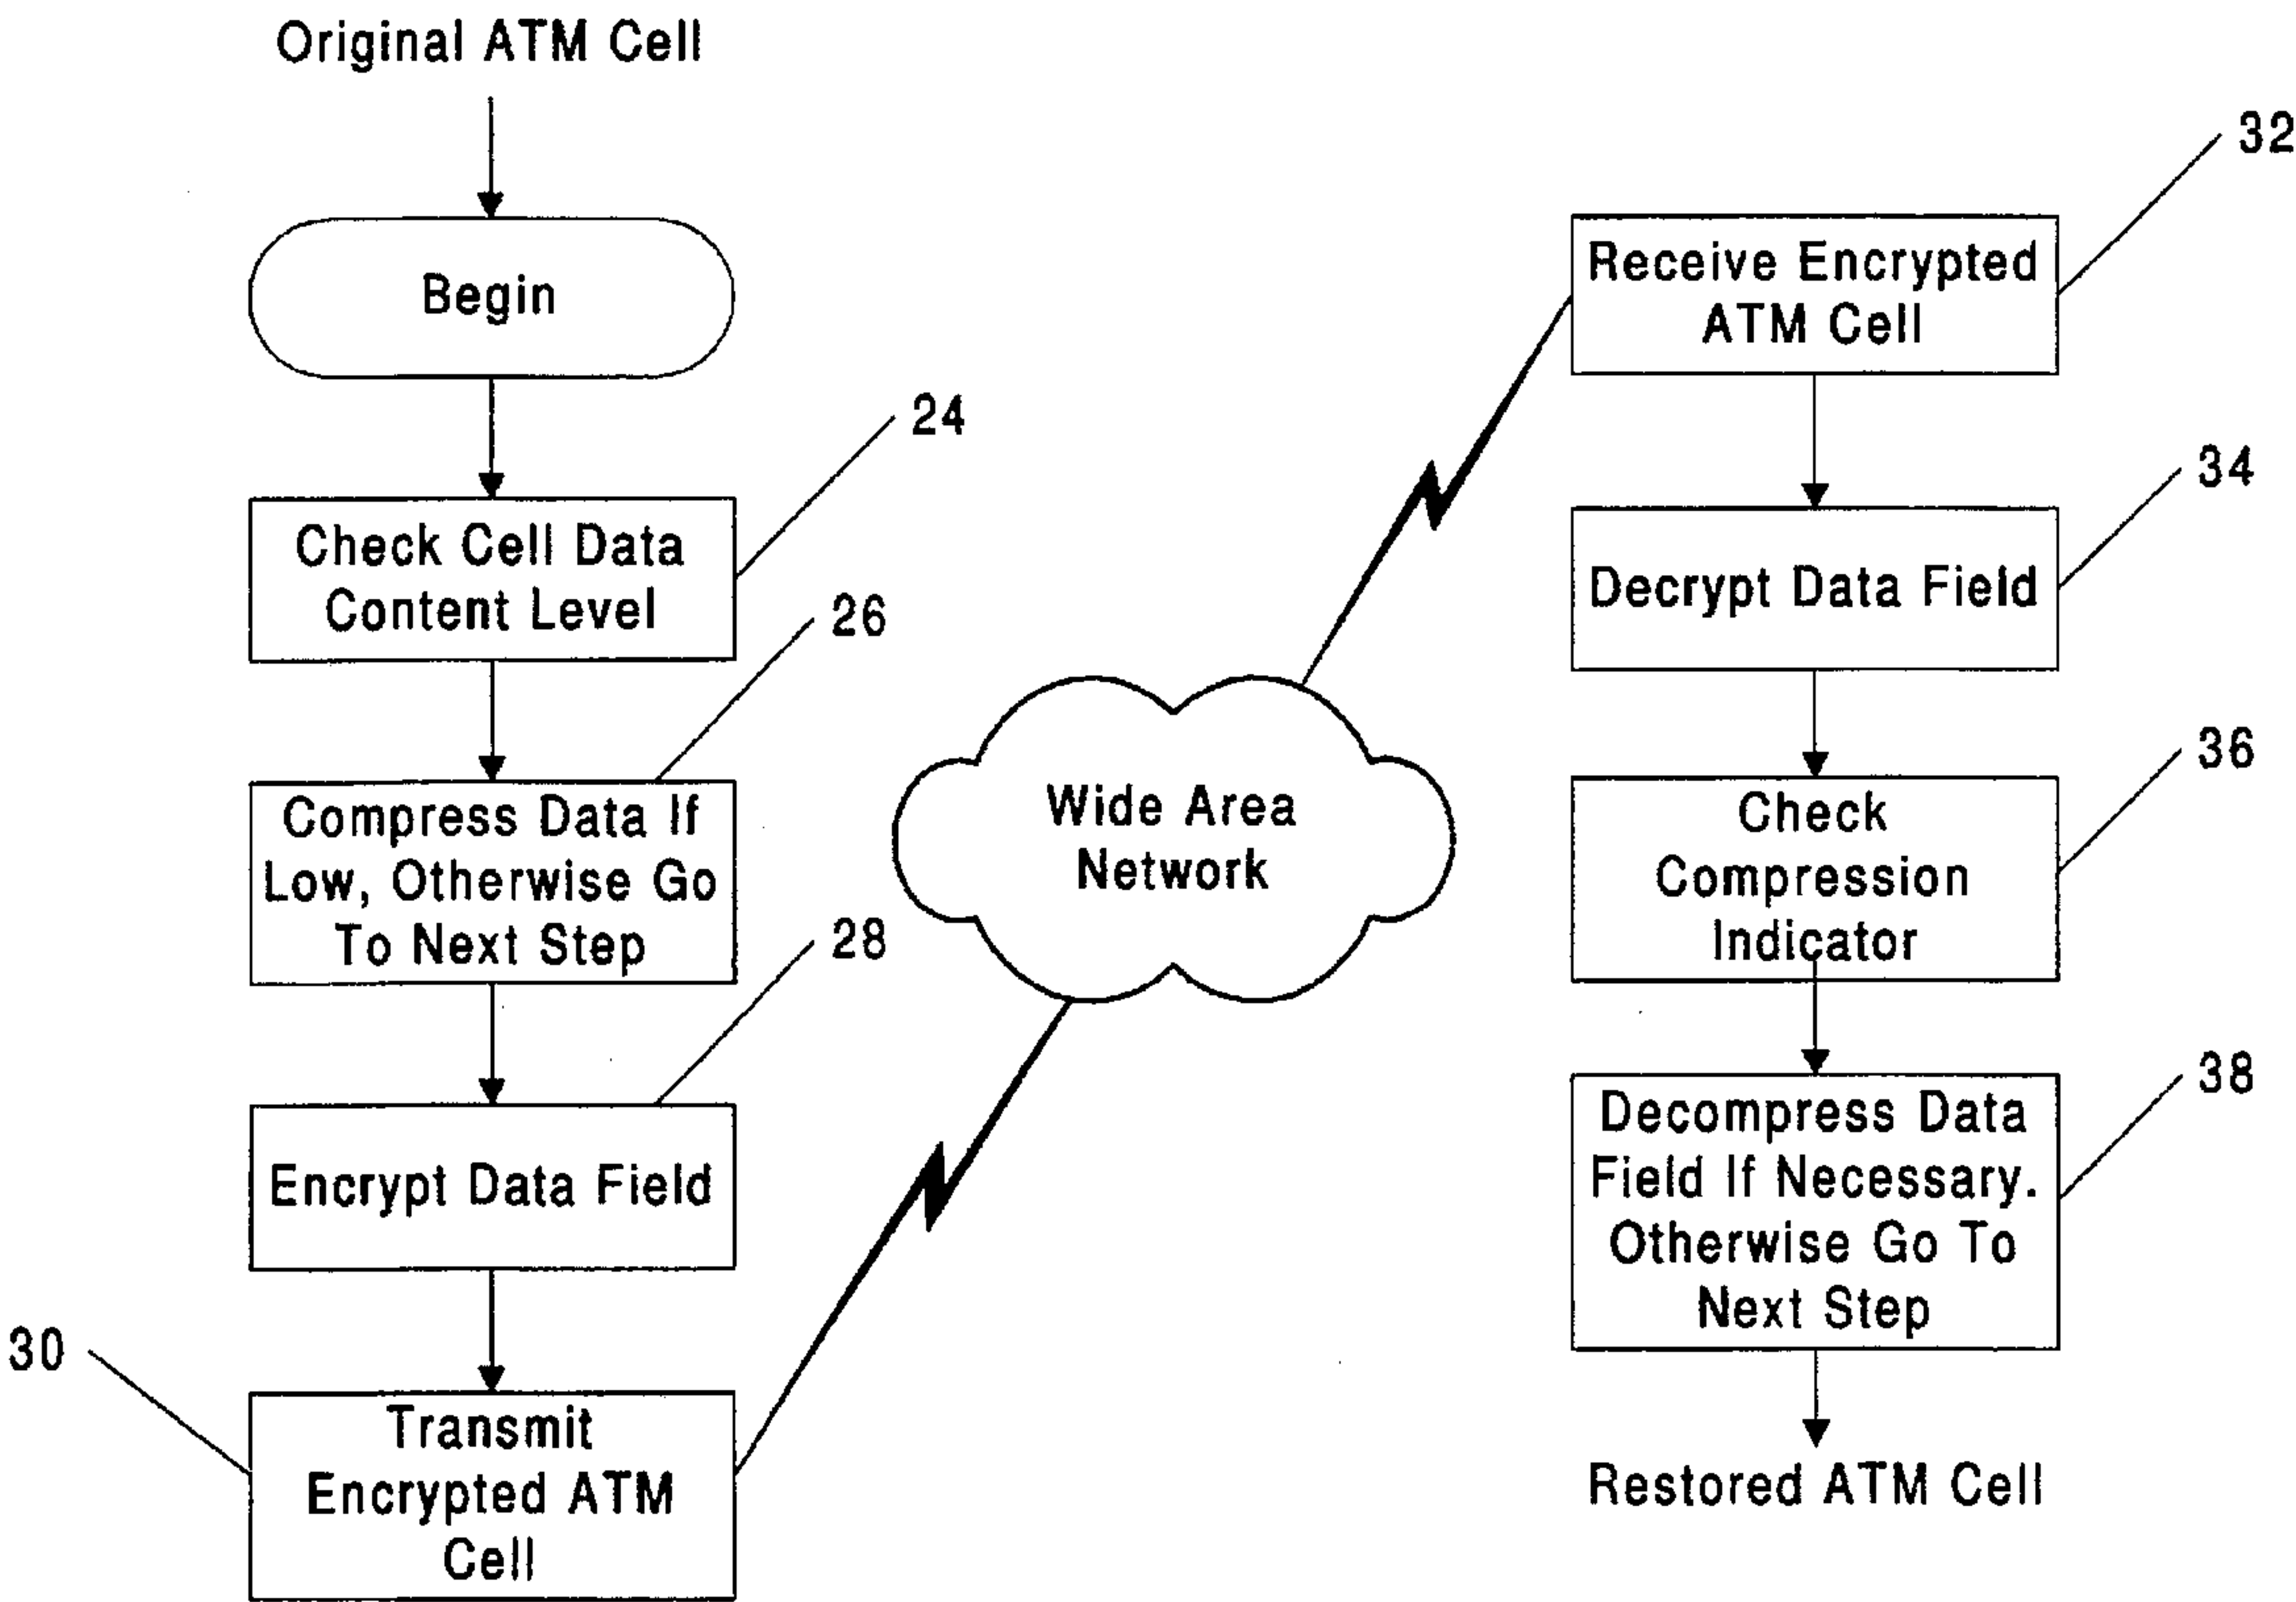 Original ATM Cell
Begin
24
Check Cell Data
Content Level
26
Compress Data If
Low, Otherwise Go
To Next Step
28
Encrypt Data Field
30
Transmit
Encrypted ATM
Cell
Wide Area
Network
32
Receive Encrypted
ATM Cell
34
Decrypt Data Field
36
Check
Compression
Indicator
38
Decompress Data
Field If Necessary.
Otherwise Go To
Next Step
Restored ATM Cell